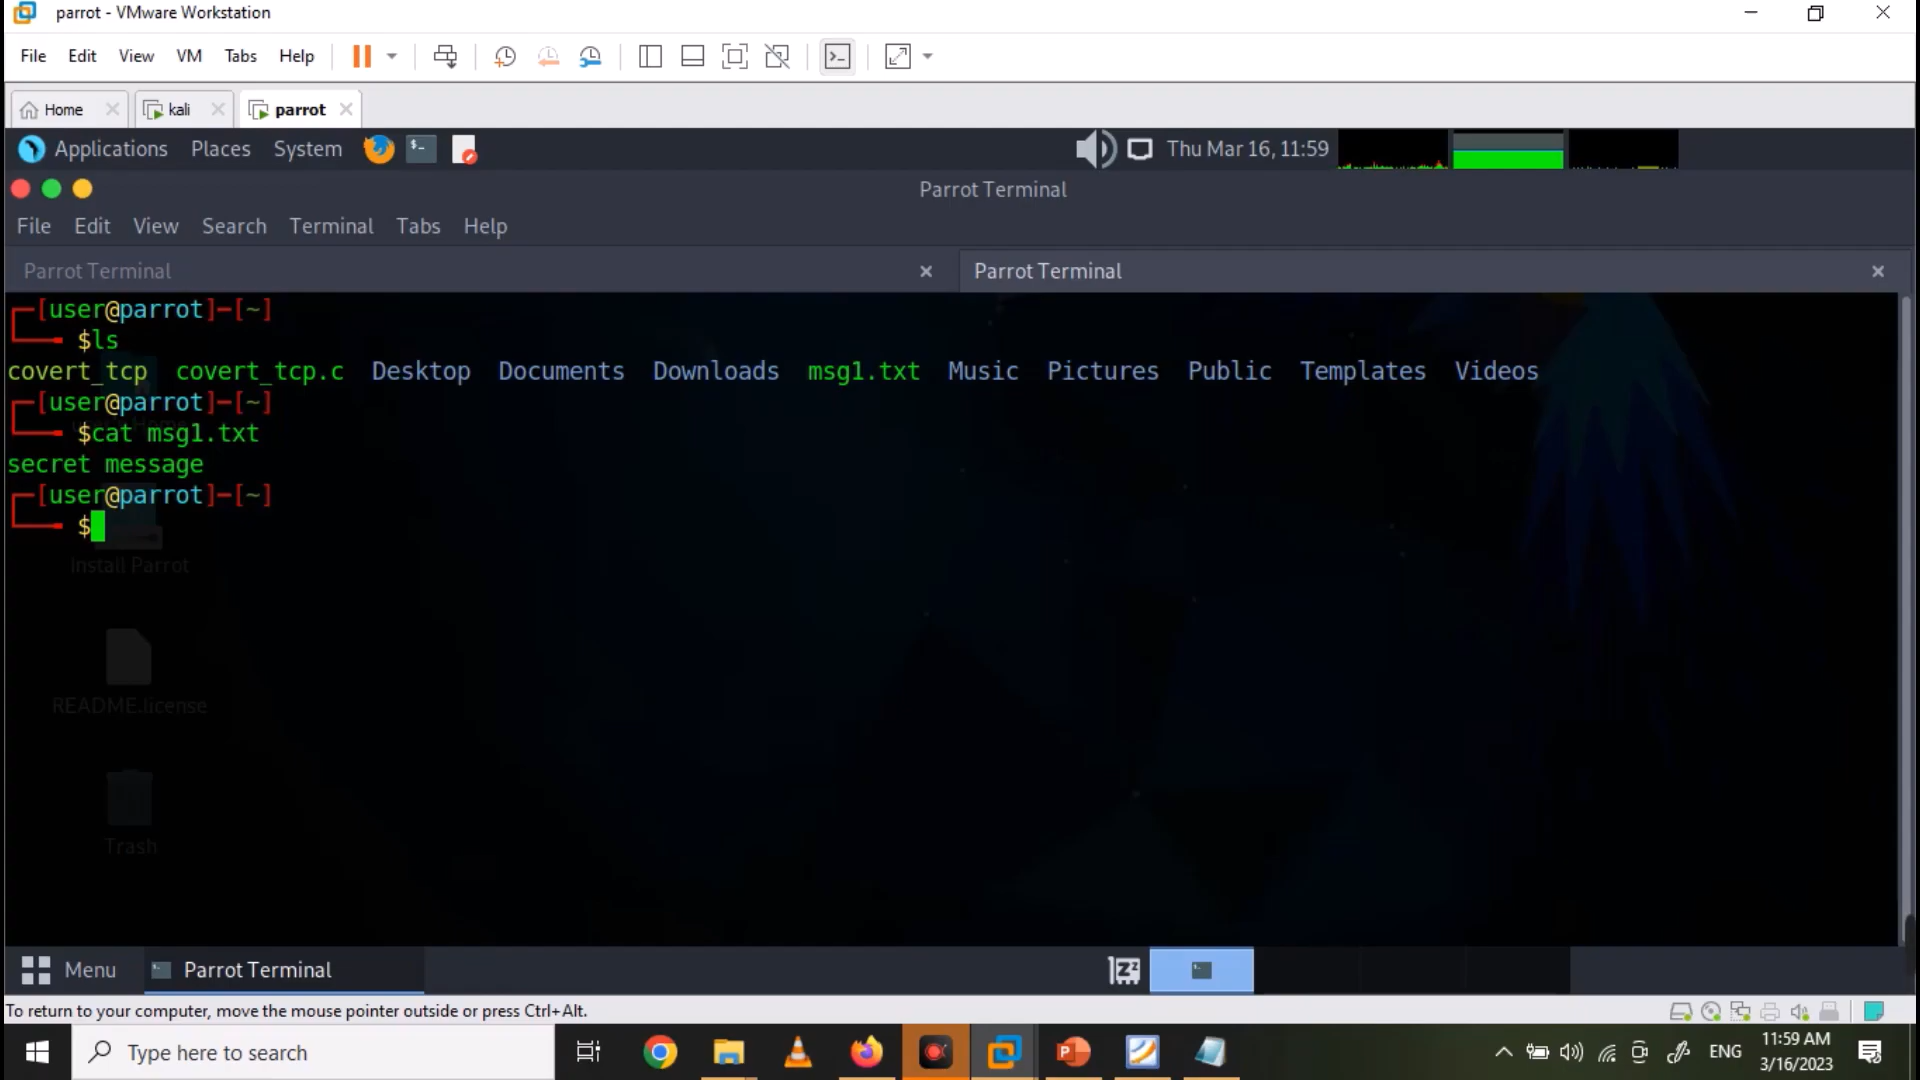 parrot - VMware Workstation
File Edit View VM Tabs Help
Home kali parrot
Applications Places System Thu Mar 16, 11:59
Parrot Terminal
File Edit View Search Terminal Tabs Help
Parrot Terminal Parrot Terminal
[user@parrot]-[~]
$ls
covert_tcp covert_tcp.c Desktop Documents Downloads msg1.txt Music Pictures Public Templates Videos
[user@parrot]-[~]
$cat msg1.txt
secret message
[user@parrot]-[~]
$
Install Parrot
README.license
Trash
Menu Parrot Terminal
To return to your computer, move the mouse pointer outside or press Ctrl+Alt.
Type here to search
ENG
11:59 AM
3/16/2023